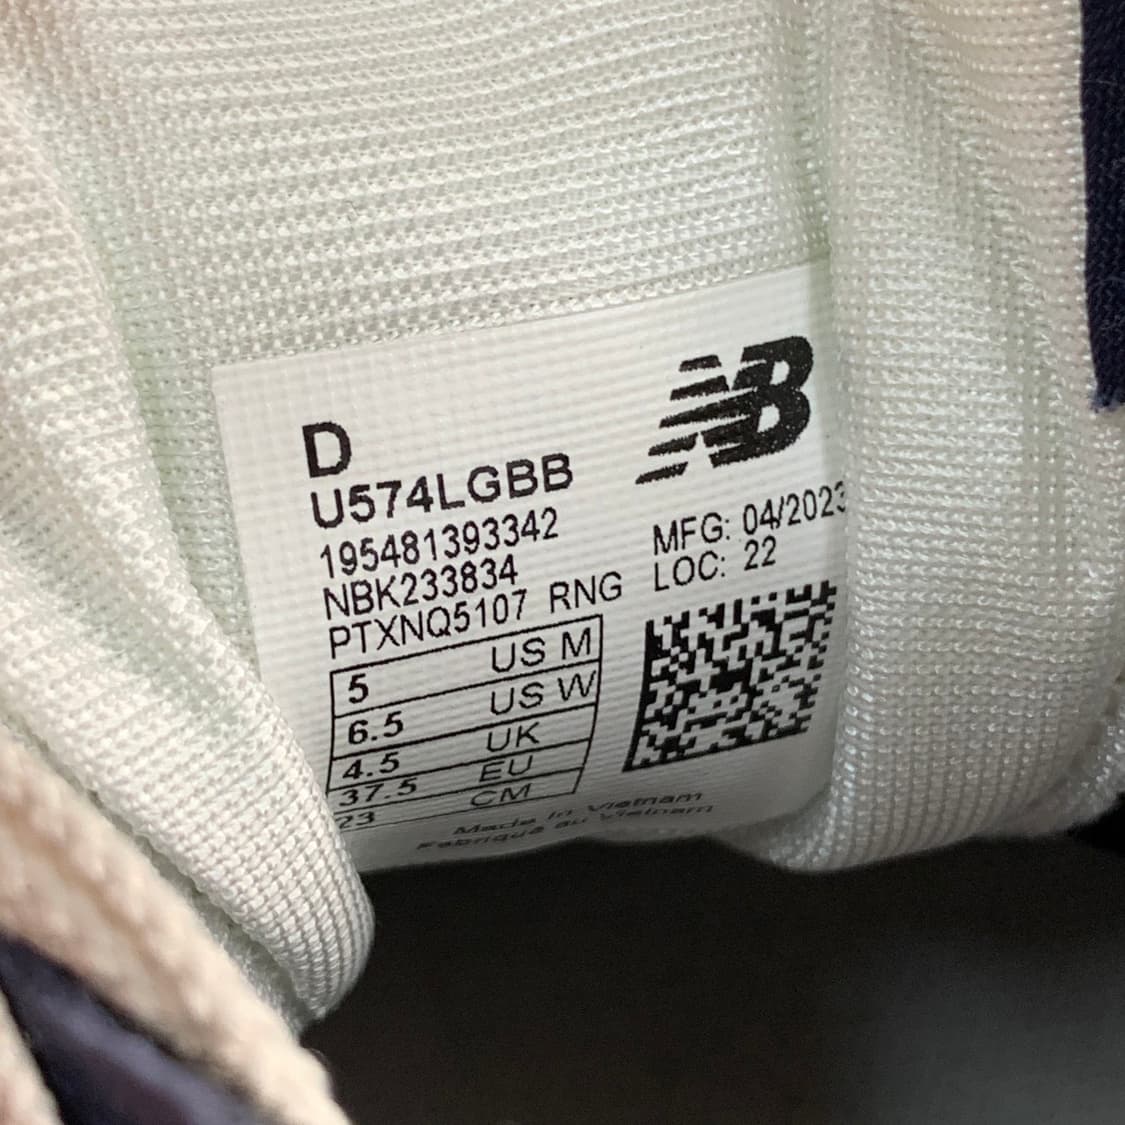 NB
D
U574LGBB
195481393342
NBK233834
PTXNQ5107 RNG
MFG: 04/2023
LOC: 22
5 US M
6.5 US W
4.5 UK
37.5 EU
23 CM
Made in Vietnam
Fabriqué au Vietnam